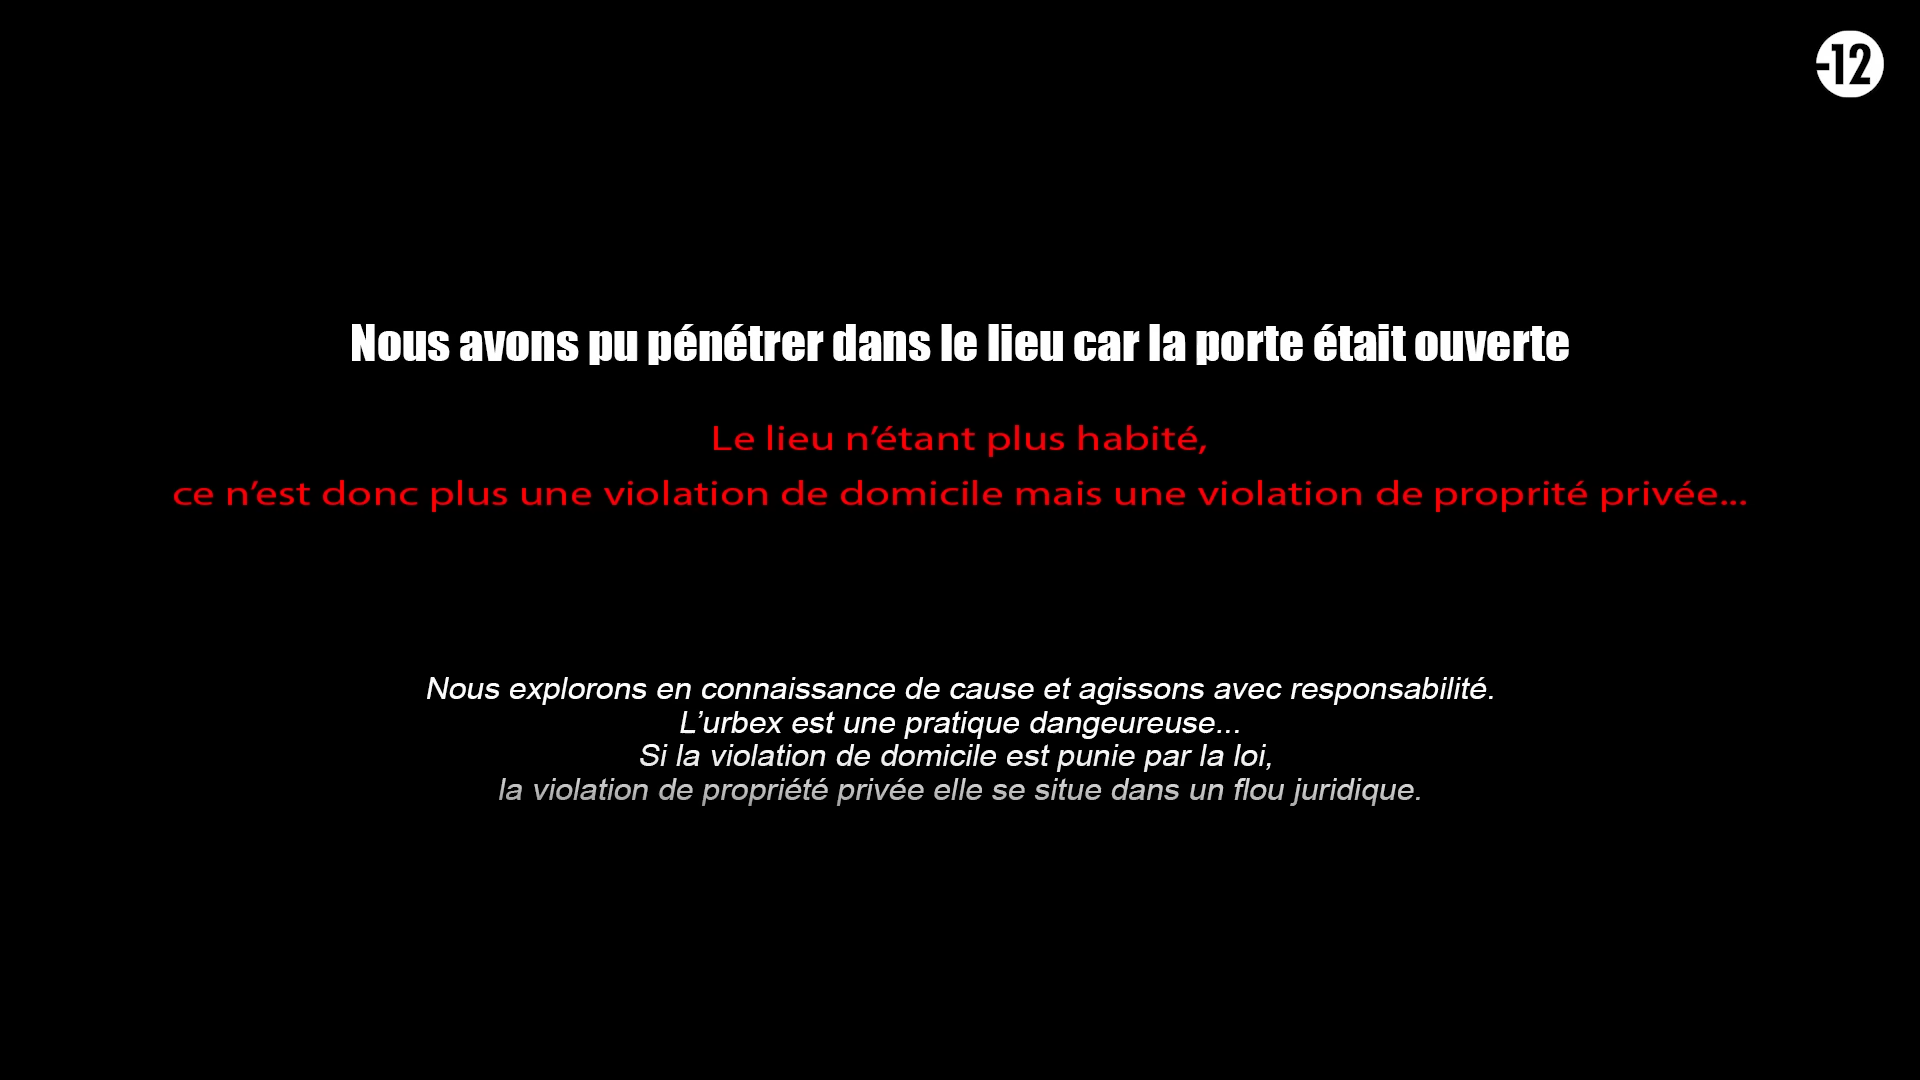 -12
Nous avons pu pénétrer dans le lieu car la porte était ouverte
Le lieu n’étant plus habité,
ce n’est donc plus une violation de domicile mais une violation de proprité privée...
Nous explorons en connaissance de cause et agissons avec responsabilité.
L’urbex est une pratique dangeureuse...
Si la violation de domicile est punie par la loi,
la violation de propriété privée elle se situe dans un flou juridique.